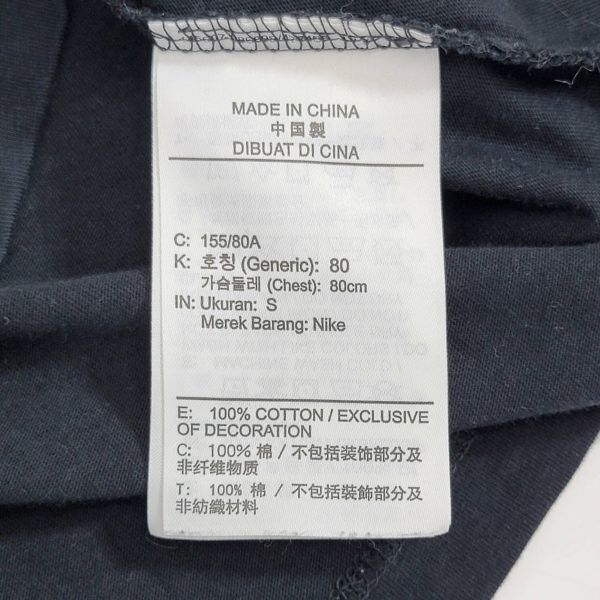 MADE IN CHINA
中国製
DIBUAT DI CINA
C: 155/80A
K: 호칭 (Generic): 80
가슴둘레 (Chest): 80cm
IN: Ukuran: S
Merek Barang: Nike
E: 100% COTTON / EXCLUSIVE
OF DECORATION
C: 100% 棉 / 不包括装饰部分及
非纤维物质
T: 100% 棉 / 不包括裝飾部分及
非紡織材料